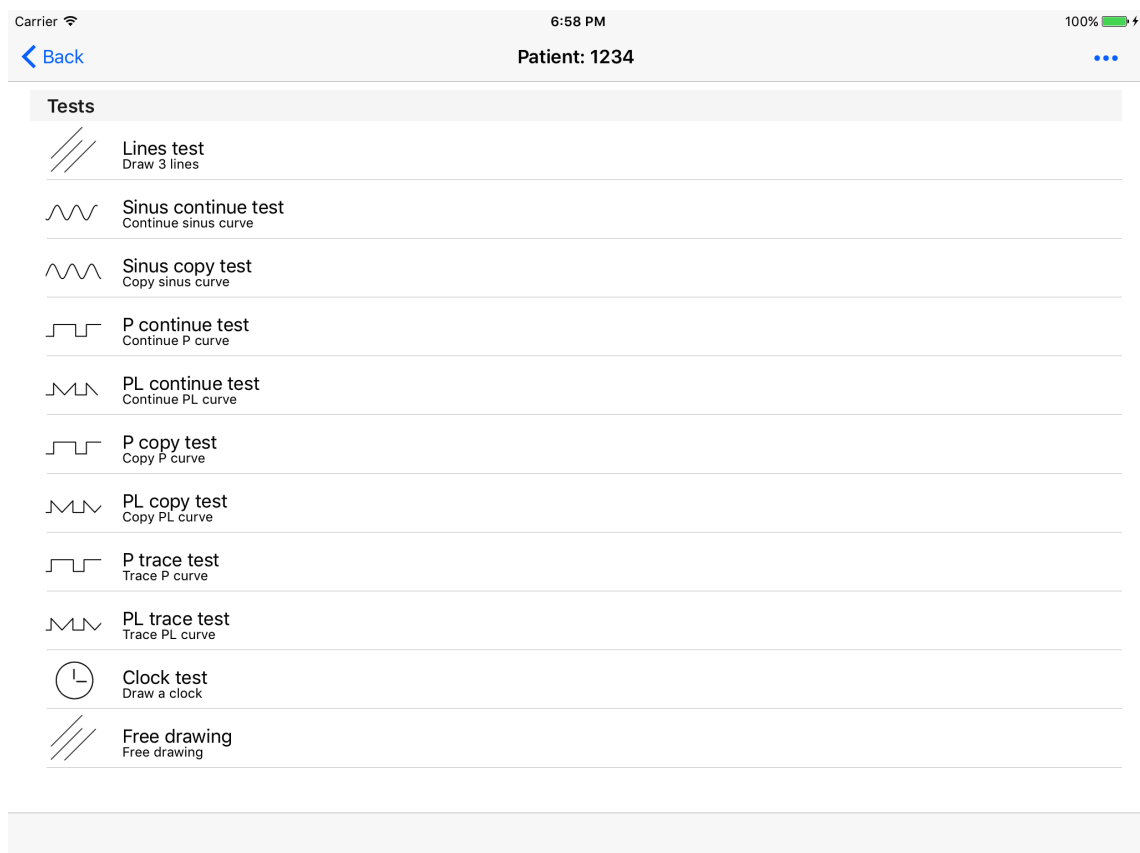 Carrier
6:58 PM
100%
Back
Patient: 1234
Tests
Lines test
Draw 3 lines
Sinus continue test
Continue sinus curve
Sinus copy test
Copy sinus curve
P continue test
Continue P curve
PL continue test
Continue PL curve
P copy test
Copy P curve
PL copy test
Copy PL curve
P trace test
Trace P curve
PL trace test
Trace PL curve
Clock test
Draw a clock
Free drawing
Free drawing